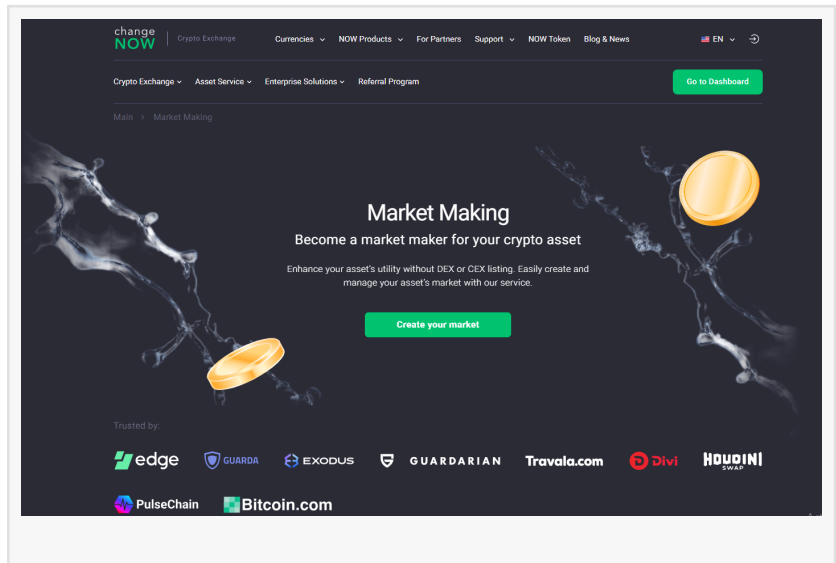 change
NOW
Crypto Exchange
Currencies
NOW Products
For Partners
Support
NOW Token
Blog & News
EN
Crypto Exchange
Asset Service
Enterprise Solutions
Referral Program
Go to Dashboard
Main > Market Making
Market Making
Become a market maker for your crypto asset
Enhance your asset's utility without DEX or CEX listing. Easily create and
manage your asset's market with our service.
Create your market
Trusted by:
edge
GUARDA
EXODUS
GUARDARIAN
Travala.com
Divi
HOUDINI
SWAP
PulseChain
Bitcoin.com